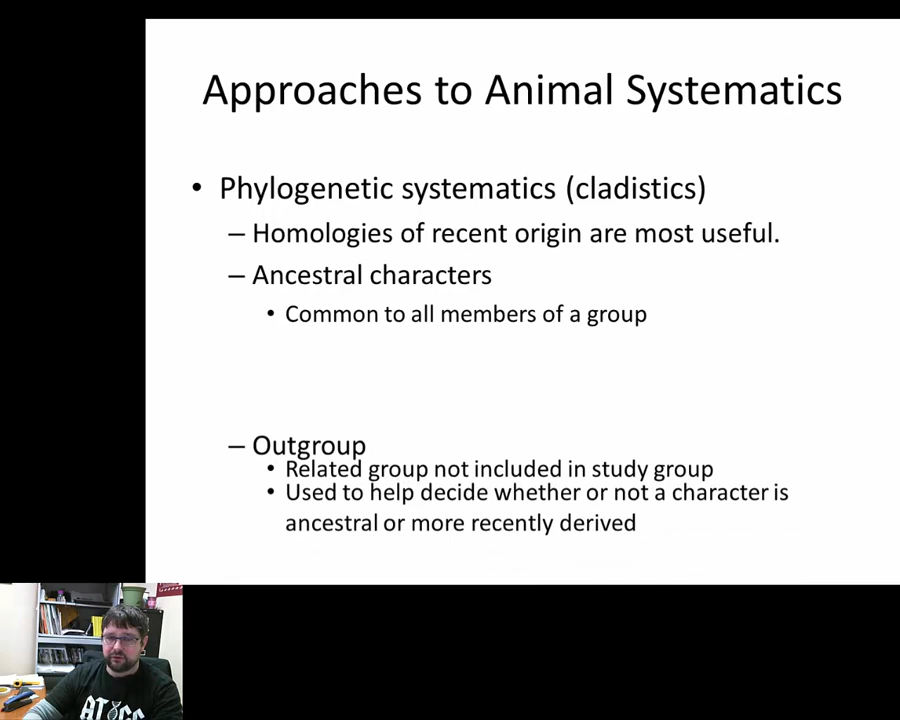 Approaches to Animal Systematics
• Phylogenetic systematics (cladistics)
– Homologies of recent origin are most useful.
– Ancestral characters
• Common to all members of a group
– Outgroup
• Related group not included in study group
• Used to help decide whether or not a character is
ancestral or more recently derived
ATCG